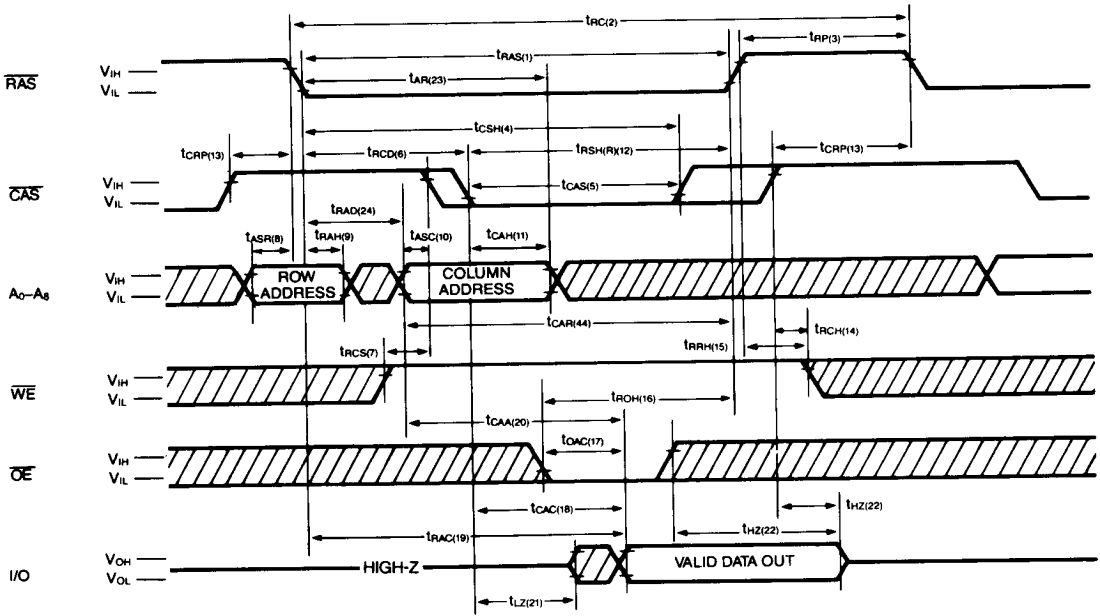 tRC(2)
tRAS(1)
tRP(3)
tAR(23)
RAS
VIH
VIL
tCSH(4)
tCRP(13)
tRCD(6)
tRSH(R)(12)
tCRP(13)
CAS
VIH
VIL
tCAS(5)
tRAD(24)
tASR(8)
tRAH(9)
tASC(10)
tCAH(11)
A0–A8
VIH
VIL
ROW
ADDRESS
COLUMN
ADDRESS
tCAR(44)
tRCS(7)
tRCH(14)
tRRH(15)
WE
VIH
VIL
tROH(16)
tCAA(20)
tOAC(17)
OE
VIH
VIL
tCAC(18)
tHZ(22)
tRAC(19)
tHZ(22)
I/O
VOH
VOL
HIGH-Z
VALID DATA OUT
tLZ(21)